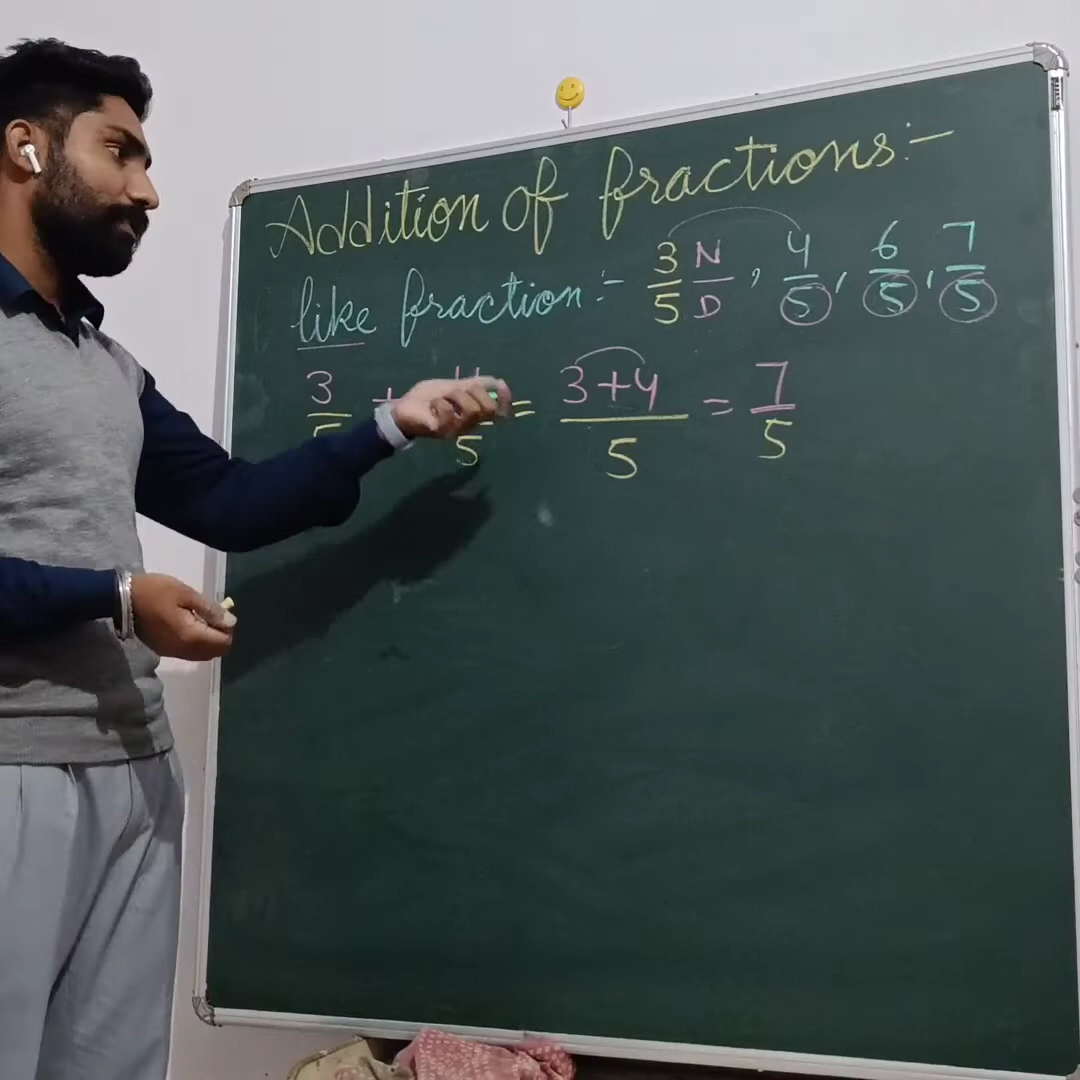 Addition of fractions:-
like fraction:- 3/5 N/D , 4/5 , 6/5 , 7/5
3/5 + 4/5 = 3+4/5 = 7/5